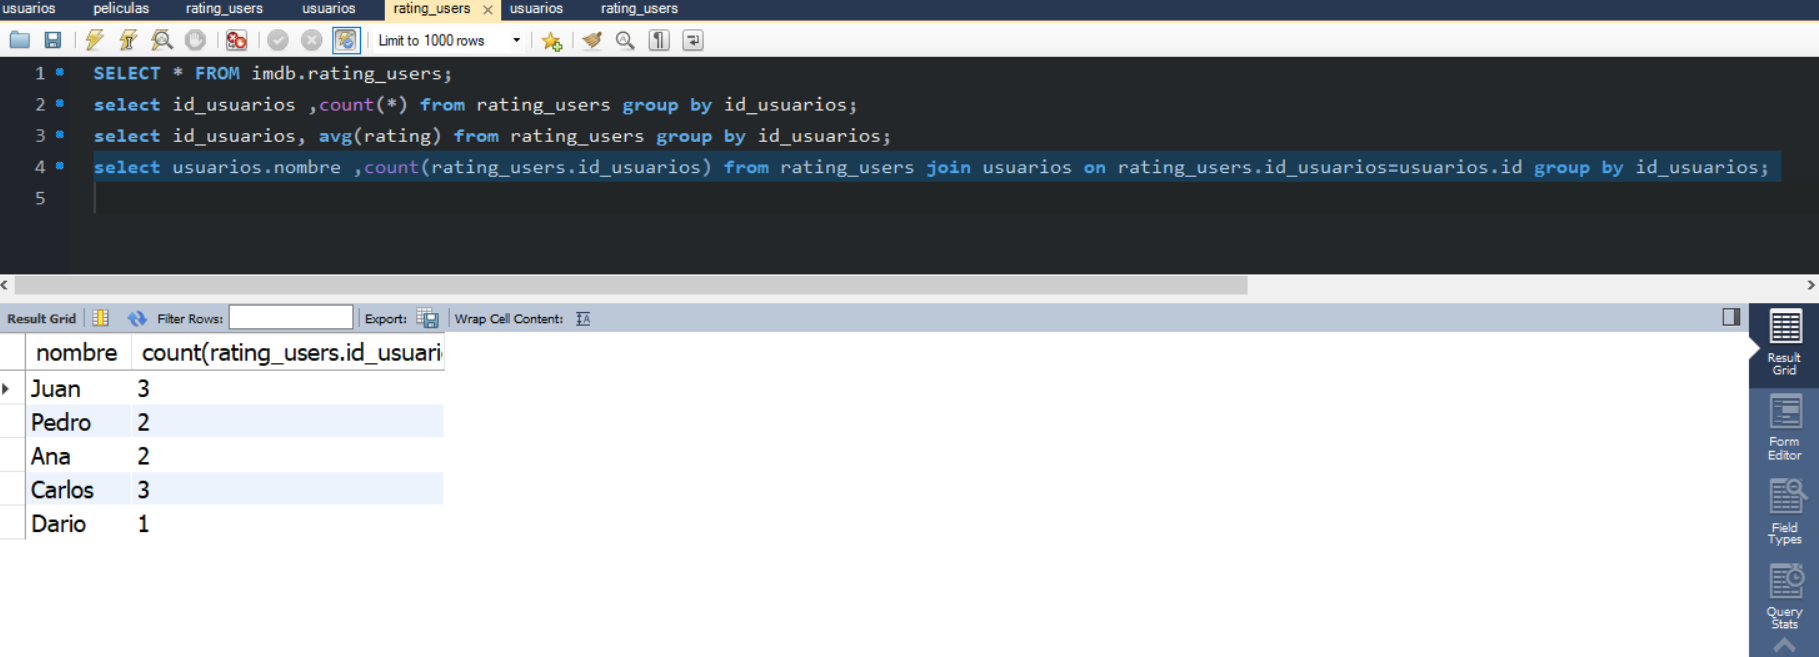 usuarios peliculas rating_users usuarios rating_users usuarios rating_users
Limit to 1000 rows
1 SELECT * FROM imdb.rating_users;
2 select id_usuarios ,count(*) from rating_users group by id_usuarios;
3 select id_usuarios, avg(rating) from rating_users group by id_usuarios;
4 select usuarios.nombre ,count(rating_users.id_usuarios) from rating_users join usuarios on rating_users.id_usuarios=usuarios.id group by id_usuarios;
5
Result Grid Filter Rows: Export: Wrap Cell Content:
nombre count(rating_users.id_usuari
Juan 3
Pedro 2
Ana 2
Carlos 3
Dario 1
Result
Grid
Form
Editor
Field
Types
Query
Stats